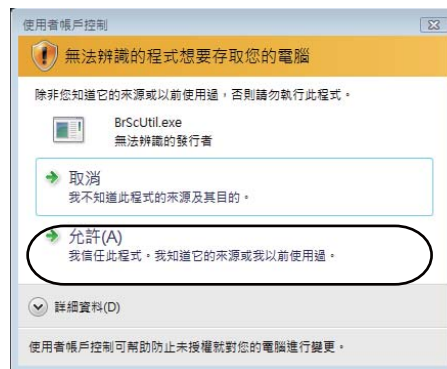 使用者帳戶控制
無法辨識的程式想要存取您的電腦
除非您知道它的來源或以前使用過，否則請勿執行此程式。
BrScUtil.exe
無法辨識的發行者
取消
我不知道此程式的來源及其目的。
允許(A)
我信任此程式。我知道它的來源或我以前使用過。
詳細資料(D)
使用者帳戶控制可幫助防止未授權就對您的電腦進行變更。